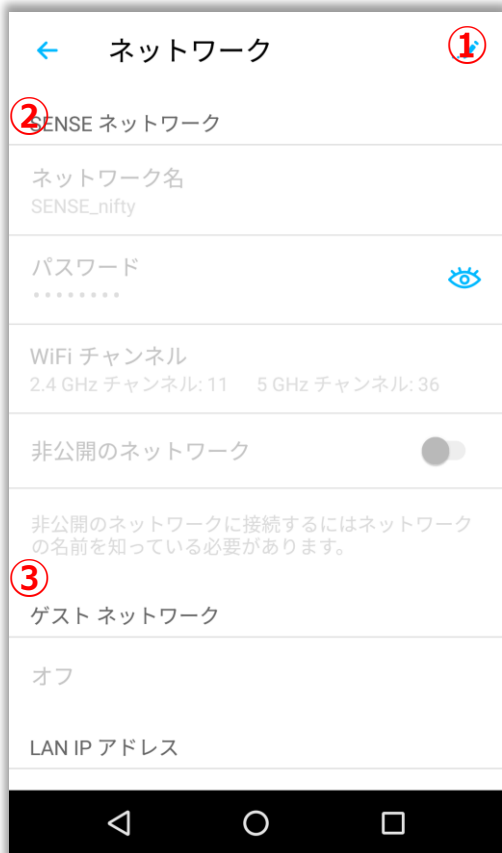 ネットワーク
①
②
SENSE ネットワーク
ネットワーク名
SENSE_nifty
パスワード
••••••••
WiFi チャンネル
2.4 GHz チャンネル: 11 5 GHz チャンネル: 36
非公開のネットワーク
非公開のネットワークに接続するにはネットワーク
の名前を知っている必要があります。
③
ゲスト ネットワーク
オフ
LAN IP アドレス